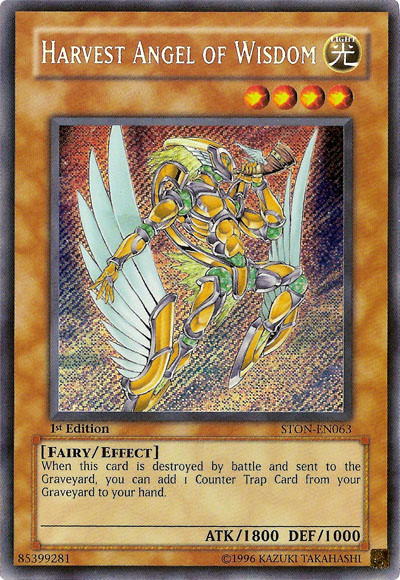 HARVEST ANGEL OF WISDOM
LIGHT
光
1st Edition
STON-EN063
[FAIRY/EFFECT]
When this card is destroyed by battle and sent to the
Graveyard, you can add 1 Counter Trap Card from your
Graveyard to your hand.
ATK/1800 DEF/1000
85399281
©1996 KAZUKI TAKAHASHI